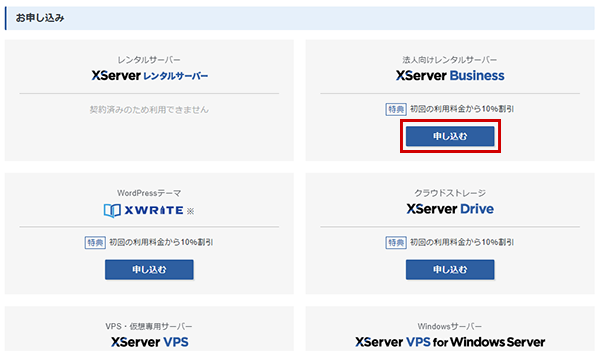 お申し込み
レンタルサーバー
XServer レンタルサーバー
契約済みのため利用できません
法人向けレンタルサーバー
XServer Business
特典 初回の利用料金から10%割引
申し込む
WordPressテーマ
XWRITE ※
特典 初回の利用料金から10%割引
申し込む
クラウドストレージ
XServer Drive
特典 初回の利用料金から10%割引
申し込む
VPS・仮想専用サーバー
XServer VPS
Windowsサーバー
XServer VPS for Windows Server